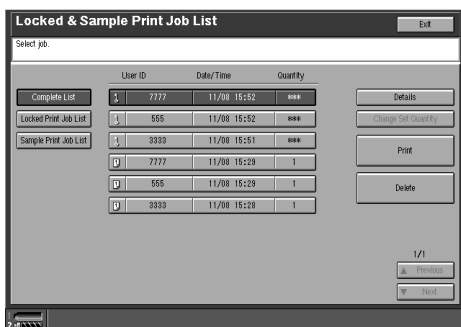 Locked & Sample Print Job List
Exit
Select job.
User ID Date/Time Quantity
Complete List 7777 11/08 15:52 *** Details
Locked Print Job List 555 11/08 15:52 *** Change Set Quantity
Sample Print Job List 3333 11/08 15:51 *** Print
7777 11/08 15:29 1
555 11/08 15:29 1 Delete
3333 11/08 15:28 1
1/1
▲ Previous
▼ Next